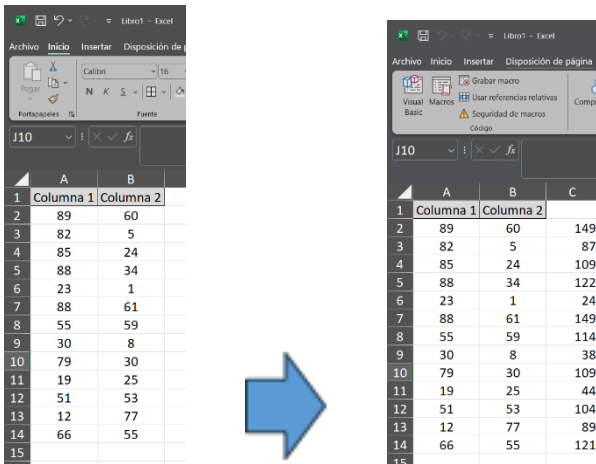 Libro1 - Excel
Archivo Inicio Insertar Disposición de p
Pegar
Calibri 16
N K S
Portapapeles Fuente
J10 fx
A B
1 Columna 1 Columna 2
2 89 60
3 82 5
4 85 24
5 88 34
6 23 1
7 88 61
8 55 59
9 30 8
10 79 30
11 19 25
12 51 53
13 12 77
14 66 55
15
Libro1 - Excel
Archivo Inicio Insertar Disposición de página
Visual Basic
Macros
Grabar macro
Usar referencias relativas
Seguridad de macros
Comp
Código
J10 fx
A B C
1 Columna 1 Columna 2
2 89 60 149
3 82 5 87
4 85 24 109
5 88 34 122
6 23 1 24
7 88 61 149
8 55 59 114
9 30 8 38
10 79 30 109
11 19 25 44
12 51 53 104
13 12 77 89
14 66 55 121
15